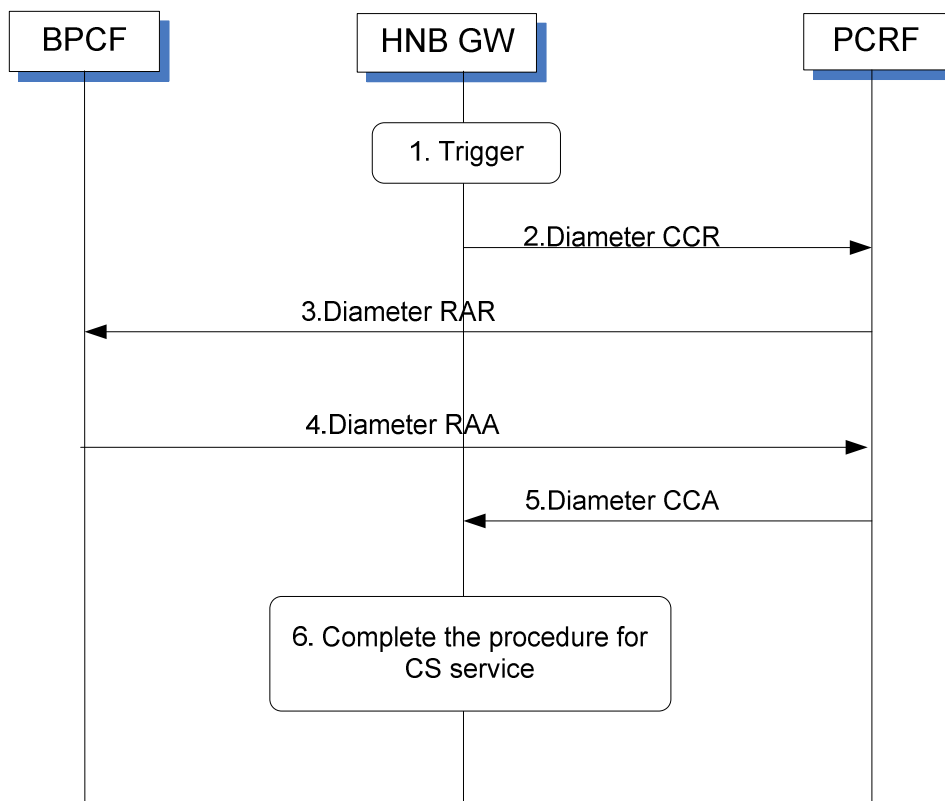 BPCF
HNB GW
PCRF
1. Trigger
2.Diameter CCR
3.Diameter RAR
4.Diameter RAA
5.Diameter CCA
6. Complete the procedure for
CS service